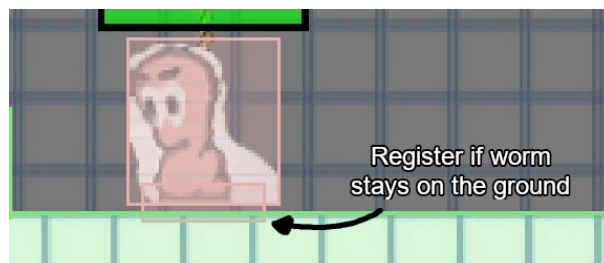 Register if worm
stays on the ground